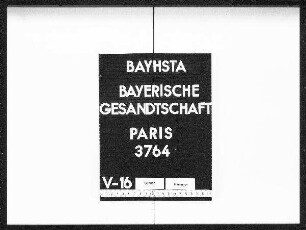 BAYHSTA
BAYERISCHE
GESANDTSCHAFT
PARIS
3764
V-16